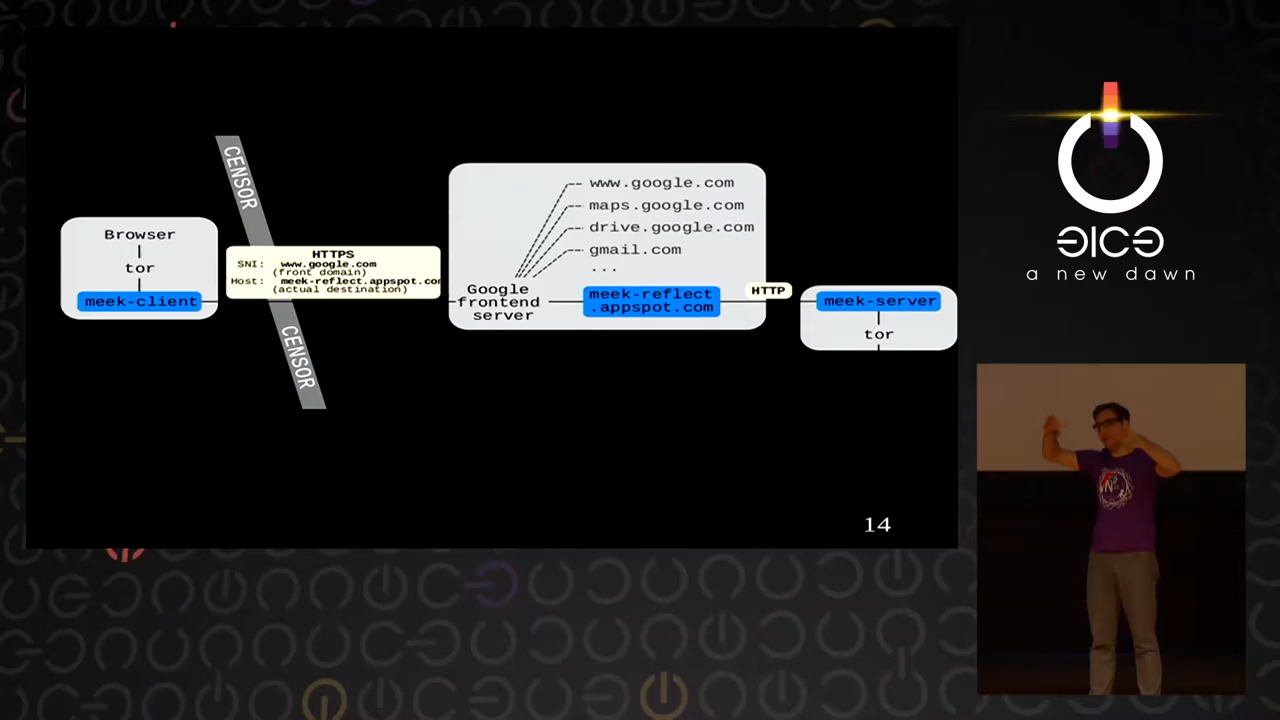 CENSOR
Browser
tor
meek-client
HTTPS
SNI: www.google.com
(front domain)
Host: meek-reflect.appspot.com
(actual destination)
CENSOR
www.google.com
maps.google.com
drive.google.com
gmail.com
...
Google
frontend
server
meek-reflect
.appspot.com
HTTP
meek-server
tor
14
31C3
a new dawn